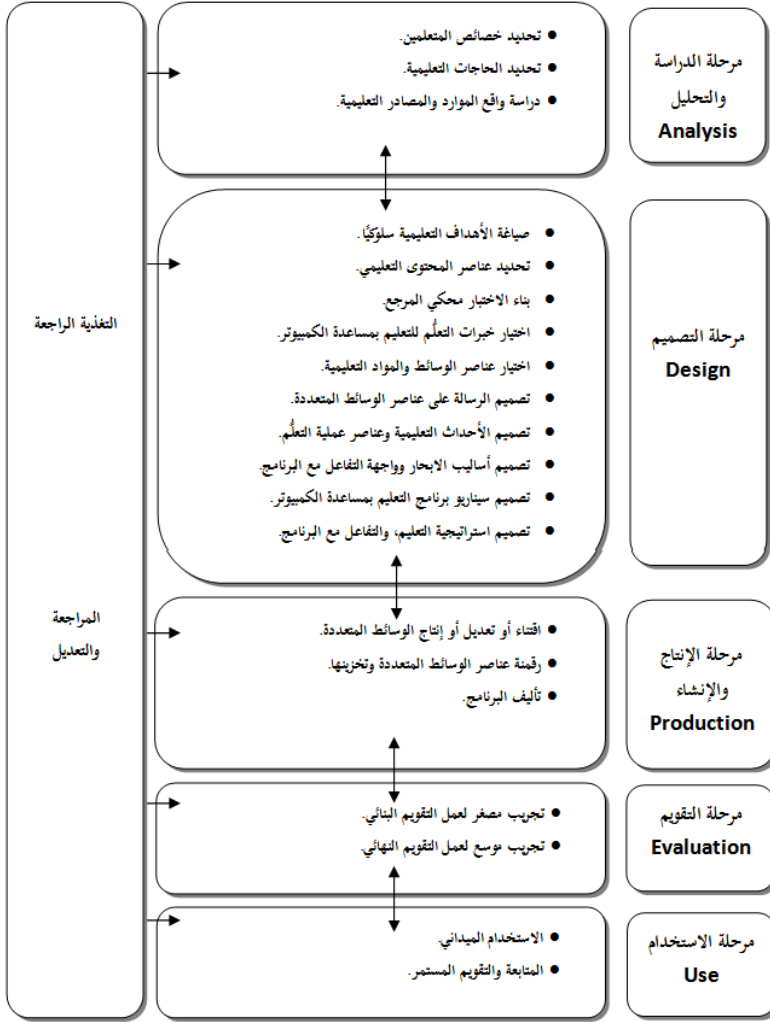 مرحلة الدراسة
والتحليل
Analysis
● تحديد خصائص المتعلمين.
● تحديد الحاجات التعليمية.
● دراسة واقع الموارد والمصادر التعليمية.
مرحلة التصميم
Design
● صياغة الأهداف التعليمية سلوكيًا.
● تحديد عناصر المحتوى التعليمي.
● بناء الاختبار محكي المرجع.
● اختيار خبرات التعلُّم للتعليم بمساعدة الكمبيوتر.
● اختيار عناصر الوسائط والمواد التعليمية.
● تصميم الرسالة على عناصر الوسائط المتعددة.
● تصميم الأحداث التعليمية وعناصر عملية التعلُّم.
● تصميم أساليب الابحار وواجهة التفاعل مع البرنامج.
● تصميم سيناريو برنامج التعليم بمساعدة الكمبيوتر.
● تصميم استراتيجية التعليم، والتفاعل مع البرنامج.
مرحلة الإنتاج
والإنشاء
Production
● اقتناء أو تعديل أو إنتاج الوسائط المتعددة.
● رقمنة عناصر الوسائط المتعددة وتخزينها.
● تأليف البرنامج.
مرحلة التقويم
Evaluation
● تجريب مصغر لعمل التقويم البنائي.
● تجريب موسع لعمل التقويم النهائي.
مرحلة الاستخدام
Use
● الاستخدام الميداني.
● المتابعة والتقويم المستمر.
التغذية الراجعة
المراجعة
والتعديل